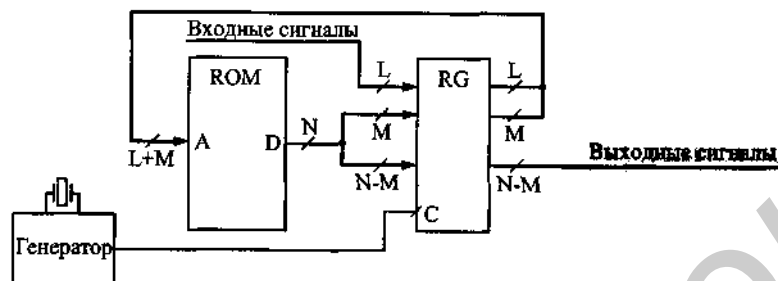 Входные сигналы
ROM
L
RG
L
N
M
M
L+M
A
D
Выходные сигналы
N-M
N-M
C
Генератор